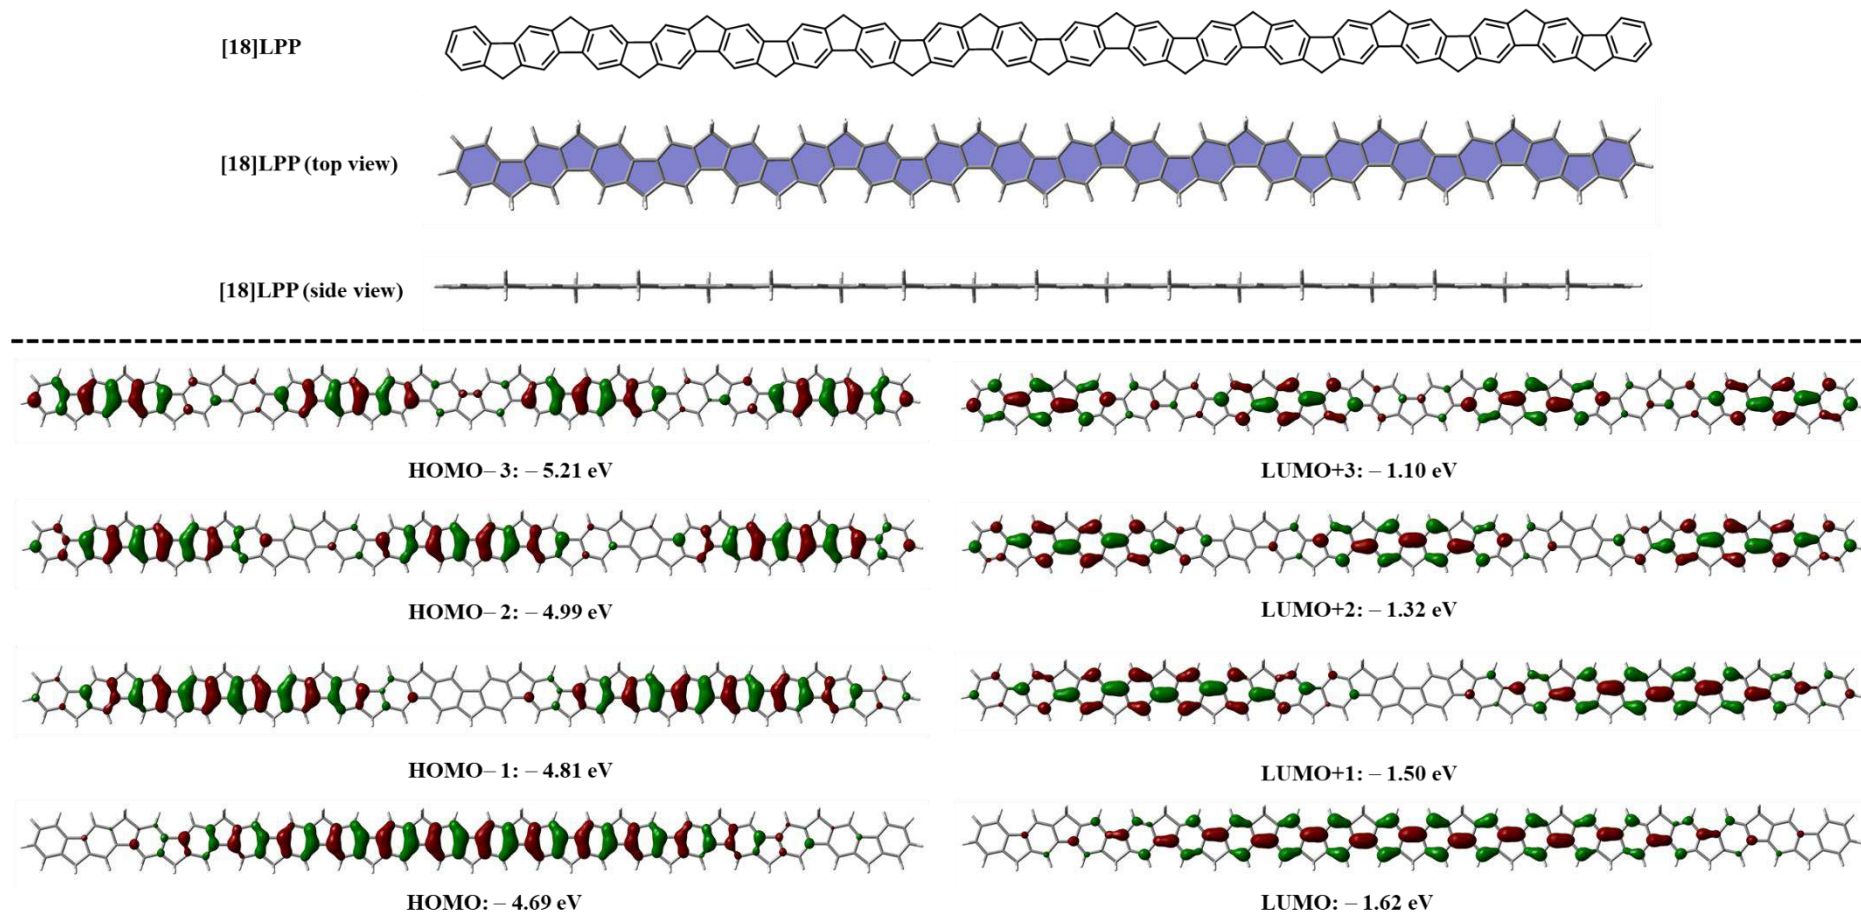 [18]LPP
[18]LPP (top view)
[18]LPP (side view)
HOMO– 3: – 5.21 eV
LUMO+3: – 1.10 eV
HOMO– 2: – 4.99 eV
LUMO+2: – 1.32 eV
HOMO– 1: – 4.81 eV
LUMO+1: – 1.50 eV
HOMO: – 4.69 eV
LUMO: – 1.62 eV